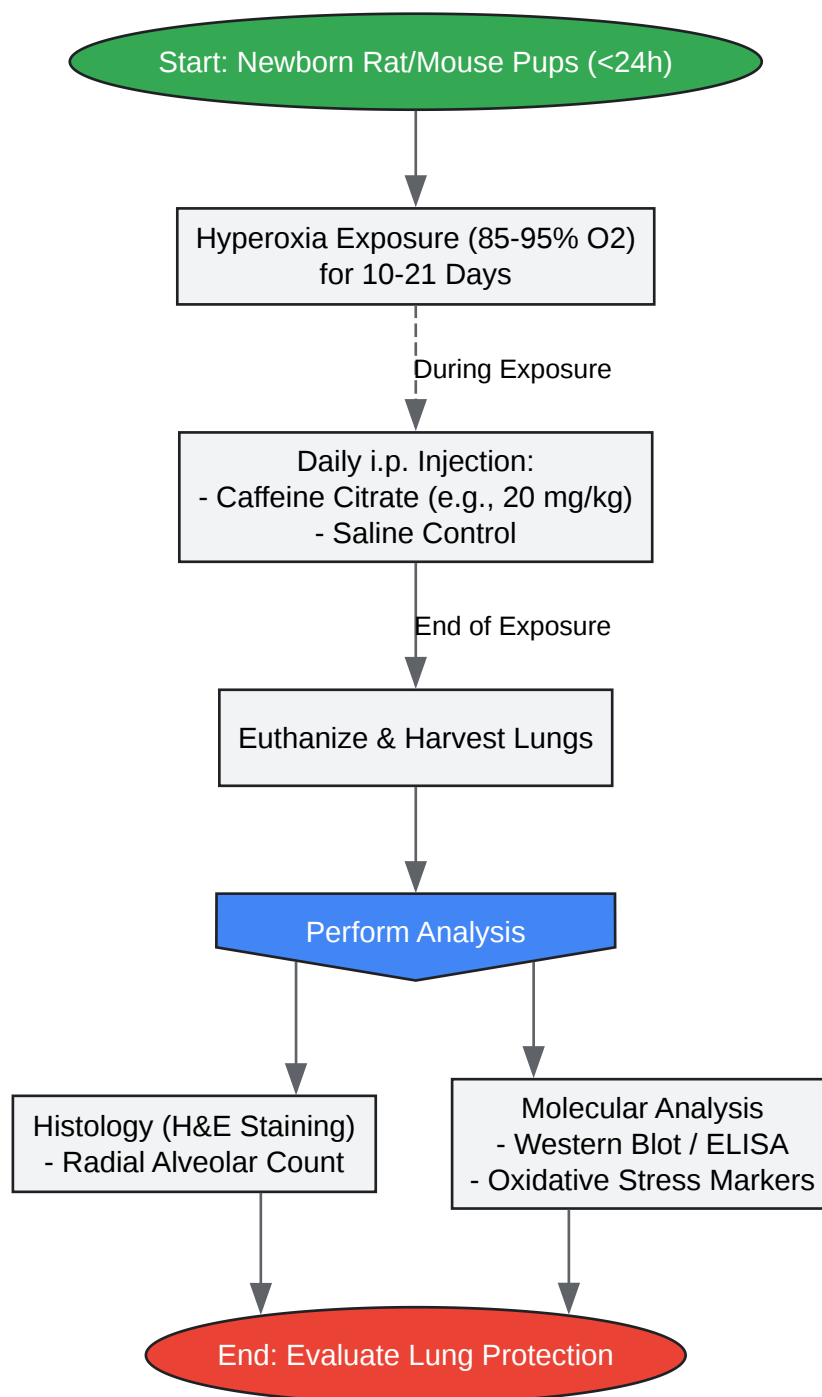 Start: Newborn Rat/Mouse Pups (<24h)
Hyperoxia Exposure (85-95% O2)
for 10-21 Days
During Exposure
Daily i.p. Injection:
- Caffeine Citrate (e.g., 20 mg/kg)
- Saline Control
End of Exposure
Euthanize & Harvest Lungs
Perform Analysis
Histology (H&E Staining)
- Radial Alveolar Count
Molecular Analysis
- Western Blot / ELISA
- Oxidative Stress Markers
End: Evaluate Lung Protection